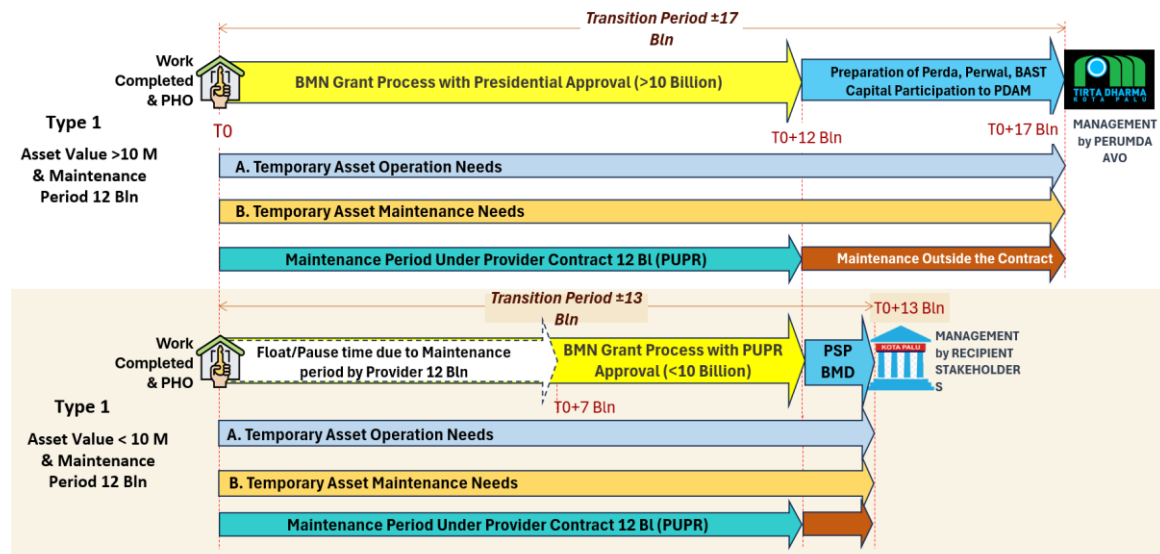 Transition Period ±17
Bln
Work
Completed
& PHO
BMN Grant Process with Presidential Approval (>10 Billion)
Preparation of Perda, Perwal, BAST
Capital Participation to PDAM
TIRTA DHARMA
KOTA PALU
Type 1
T0
T0+12 Bln
T0+17 Bln
MANAGEMENT
by PERUMDA
AVO
Asset Value >10 M
& Maintenance
Period 12 Bln
A. Temporary Asset Operation Needs
B. Temporary Asset Maintenance Needs
Maintenance Period Under Provider Contract 12 Bl (PUPR)
Maintenance Outside the Contract
Transition Period ±13
Bln
T0+13 Bln
Work
Completed
& PHO
Float/Pause time due to Maintenance
period by Provider 12 Bln
BMN Grant Process with PUPR
Approval (<10 Billion)
PSP
BMD
KOTA PALU
MANAGEMENT
by RECIPIENT
STAKEHOLDER
S
T0+7 Bln
Type 1
Asset Value < 10 M
& Maintenance
Period 12 Bln
A. Temporary Asset Operation Needs
B. Temporary Asset Maintenance Needs
Maintenance Period Under Provider Contract 12 Bl (PUPR)